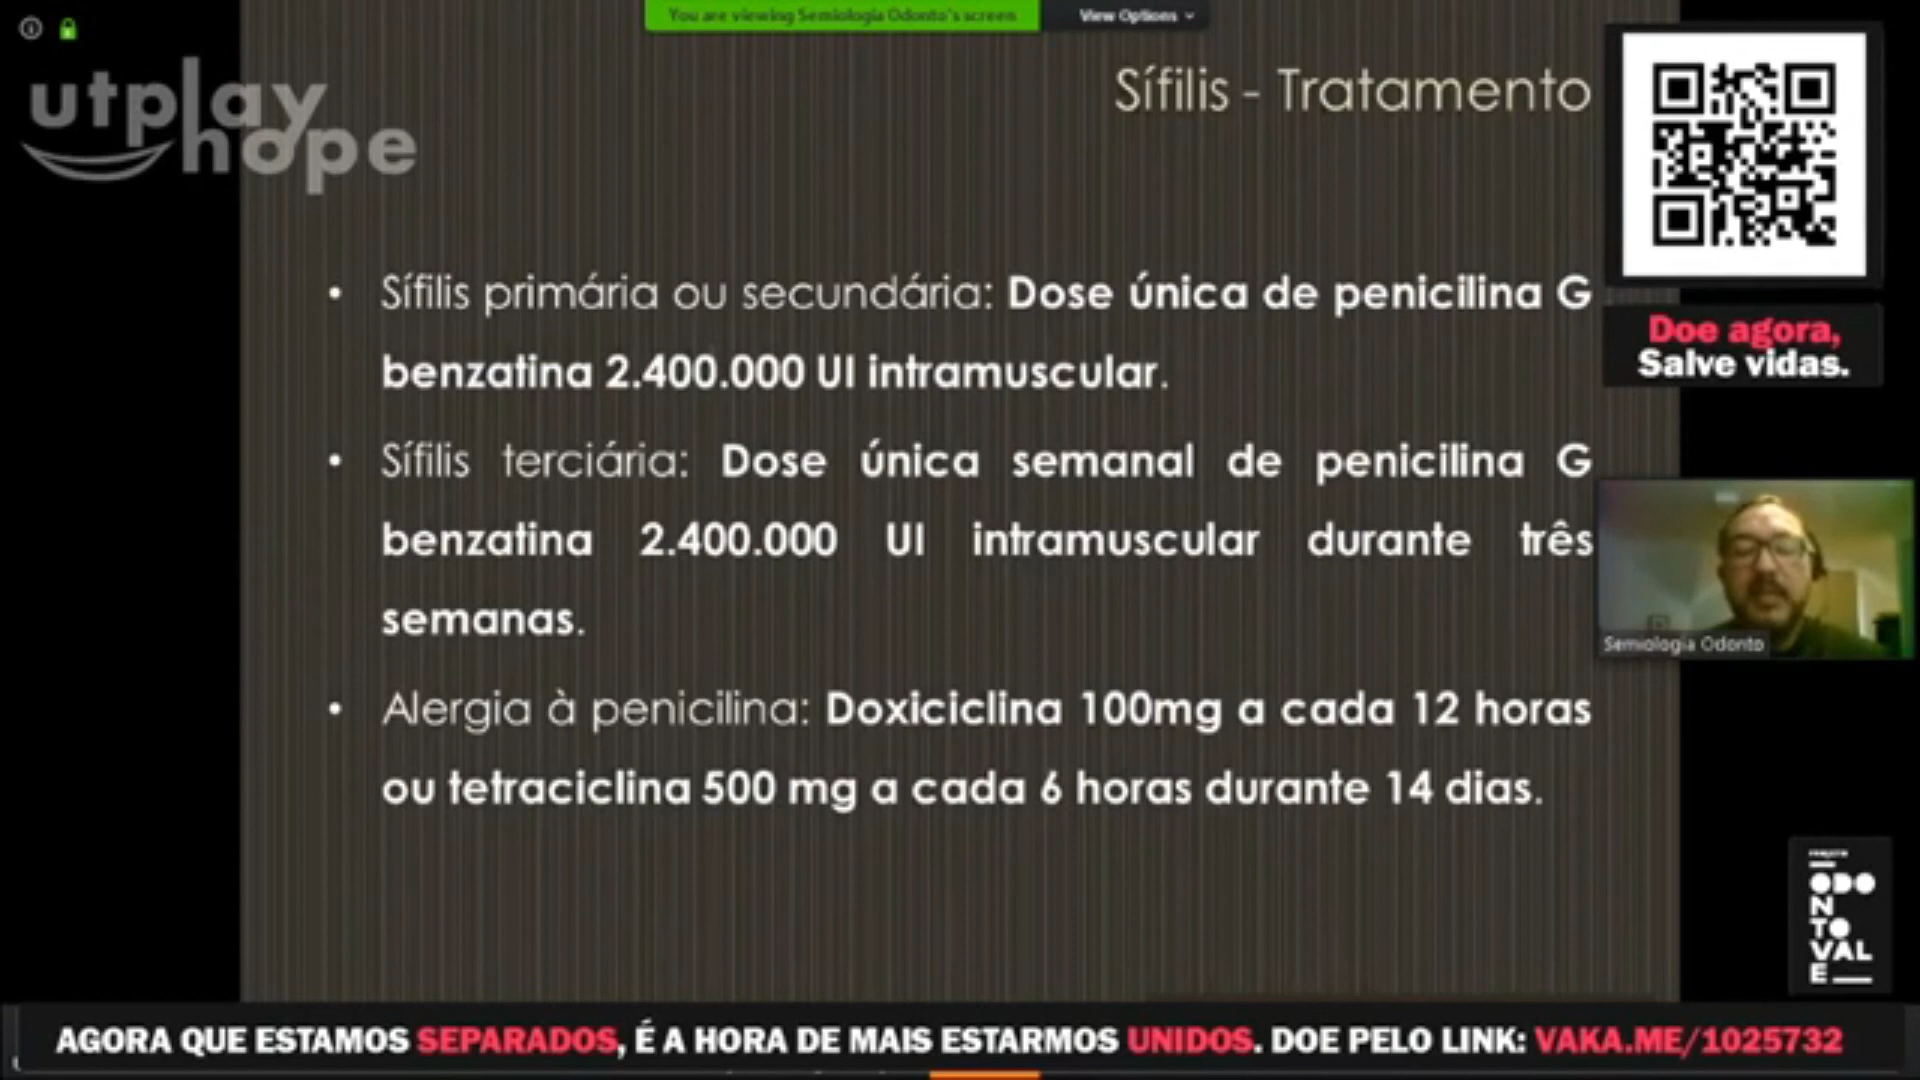 You are viewing Semiologia Odonto's screen
View Options
utplay
hope
Sífilis - Tratamento
• Sífilis primária ou secundária: Dose única de penicilina G
benzatina 2.400.000 UI intramuscular.
• Sífilis terciária: Dose única semanal de penicilina G
benzatina 2.400.000 UI intramuscular durante três
semanas.
• Alergia à penicilina: Doxiciclina 100mg a cada 12 horas
ou tetraciclina 500 mg a cada 6 horas durante 14 dias.
Doe agora,
Salve vidas.
Semiologia Odonto
ODO
N
TO
VAL
E
AGORA QUE ESTAMOS SEPARADOS, É A HORA DE MAIS ESTARMOS UNIDOS. DOE PELO LINK: VAKA.ME/1025732